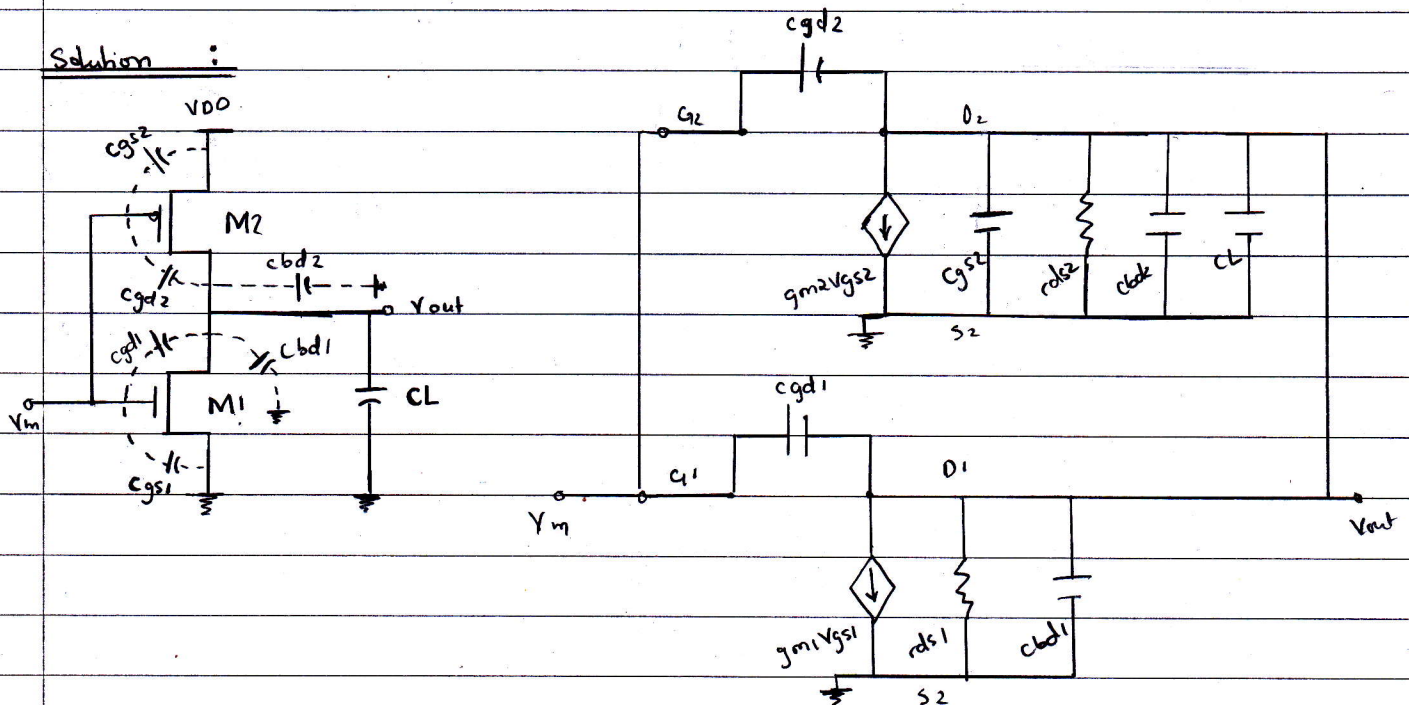 Solution :
VDD
cgs2
M2
cgd2
cbd2
Vout
cgd1
cbd1
M1
CL
Vin
cgs1
cgd2
G2
D2
gm2Vgs2
Cgs2
rds2
CL
S2
cgd1
G1
D1
Vin
Vout
gm1Vgs1
rds1
cbd1
S2